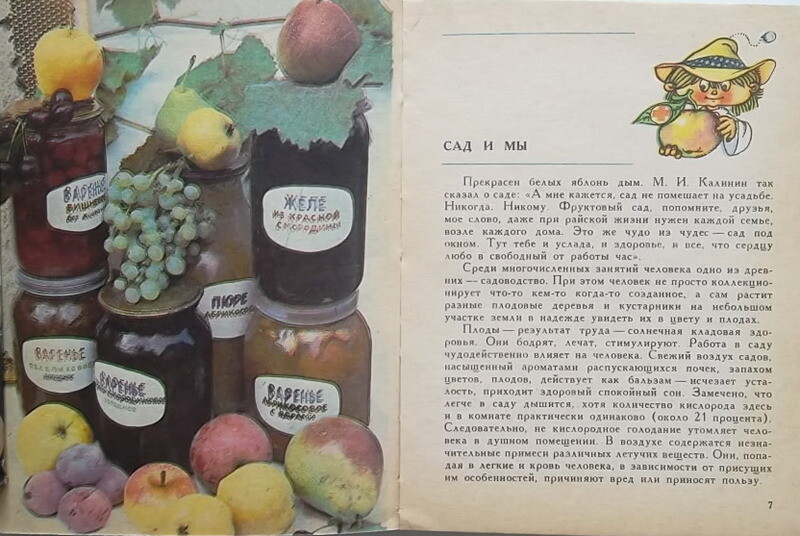 ВАРЕНЬЕ
ВИШНЕВОЕ
ЖЕЛЕ
ИЗ КРАСНОЙ
СМОРОДИНЫ
ПЮРЕ
АБРИКОСОВОЕ
ВАРЕНЬЕ
ВАРЕНЬЕ
ВАРЕНЬЕ
АБРИКОСОВОЕ
С ЯДРАМИ
САД И МЫ
Прекрасен белых яблонь дым. М. И. Калинин так
сказал о саде: «А мне кажется, сад не помешает на усадьбе.
Никогда. Никому. Фруктовый сад, попомните, друзья,
мое слово, даже при райской жизни нужен каждой семье,
возле каждого дома. Это же чудо из чудес — сад под
окном. Тут тебе и услада, и здоровье, и все, что сердцу
любо в свободный от работы час».
Среди многочисленных занятий человека одно из древ-
них — садоводство. При этом человек не просто коллекцио-
нирует что-то кем-то когда-то созданное, а сам растит
разные плодовые деревья и кустарники на небольшом
участке земли в надежде увидеть их в цвету и плодах.
Плоды — результат труда — солнечная кладовая здо-
ровья. Они бодрят, лечат, стимулируют. Работа в саду
чудодейственно влияет на человека. Свежий воздух садов,
насыщенный ароматами распускающихся почек, запахом
цветов, плодов, действует как бальзам — исчезает уста-
лость, приходит здоровый спокойный сон. Замечено, что
легче в саду дышится, хотя количество кислорода здесь
и в комнате практически одинаково (около 21 процента).
Следовательно, не кислородное голодание утомляет чело-
века в душном помещении. В воздухе содержатся незна-
чительные примеси различных летучих веществ. Они, попа-
дая в легкие и кровь человека, в зависимости от присущих
им особенностей, причиняют вред или приносят пользу.
7